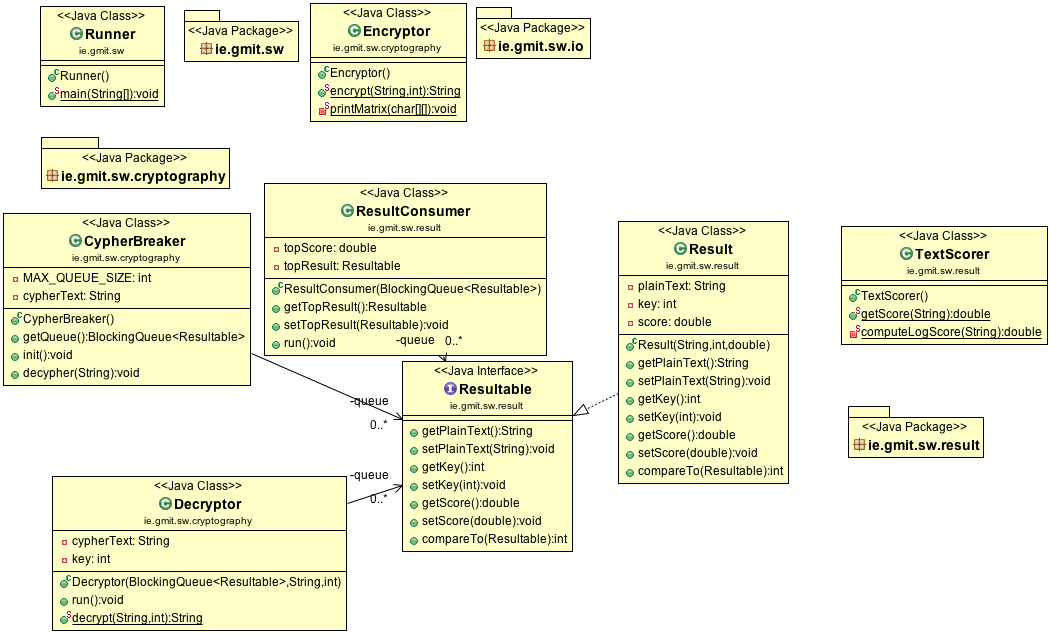 <<Java Class>>
Runner
ie.gmit.sw
Runner()
main(String[]):void
<<Java Package>>
ie.gmit.sw
<<Java Class>>
Encryptor
ie.gmit.sw.cryptography
Encryptor()
encrypt(String,int):String
printMatrix(char[][]):void
<<Java Package>>
ie.gmit.sw.io
<<Java Package>>
ie.gmit.sw.cryptography
<<Java Class>>
CypherBreaker
ie.gmit.sw.cryptography
MAX_QUEUE_SIZE: int
cypherText: String
CypherBreaker()
getQueue():BlockingQueue<Resultable>
init():void
decypher(String):void
<<Java Class>>
ResultConsumer
ie.gmit.sw.result
topScore: double
topResult: Resultable
ResultConsumer(BlockingQueue<Resultable>)
getTopResult():Resultable
setTopResult(Resultable):void
run():void
-queue 0..*
<<Java Class>>
Result
ie.gmit.sw.result
plainText: String
key: int
score: double
Result(String,int,double)
getPlainText():String
setPlainText(String):void
getKey():int
setKey(int):void
getScore():double
setScore(double):void
compareTo(Resultable):int
<<Java Class>>
TextScorer
ie.gmit.sw.result
TextScorer()
getScore(String):double
computeLogScore(String):double
-queue
0..*
<<Java Interface>>
Resultable
ie.gmit.sw.result
getPlainText():String
setPlainText(String):void
getKey():int
setKey(int):void
getScore():double
setScore(double):void
compareTo(Resultable):int
<<Java Package>>
ie.gmit.sw.result
-queue
0..*
<<Java Class>>
Decryptor
ie.gmit.sw.cryptography
cypherText: String
key: int
Decryptor(BlockingQueue<Resultable>,String,int)
run():void
decrypt(String,int):String